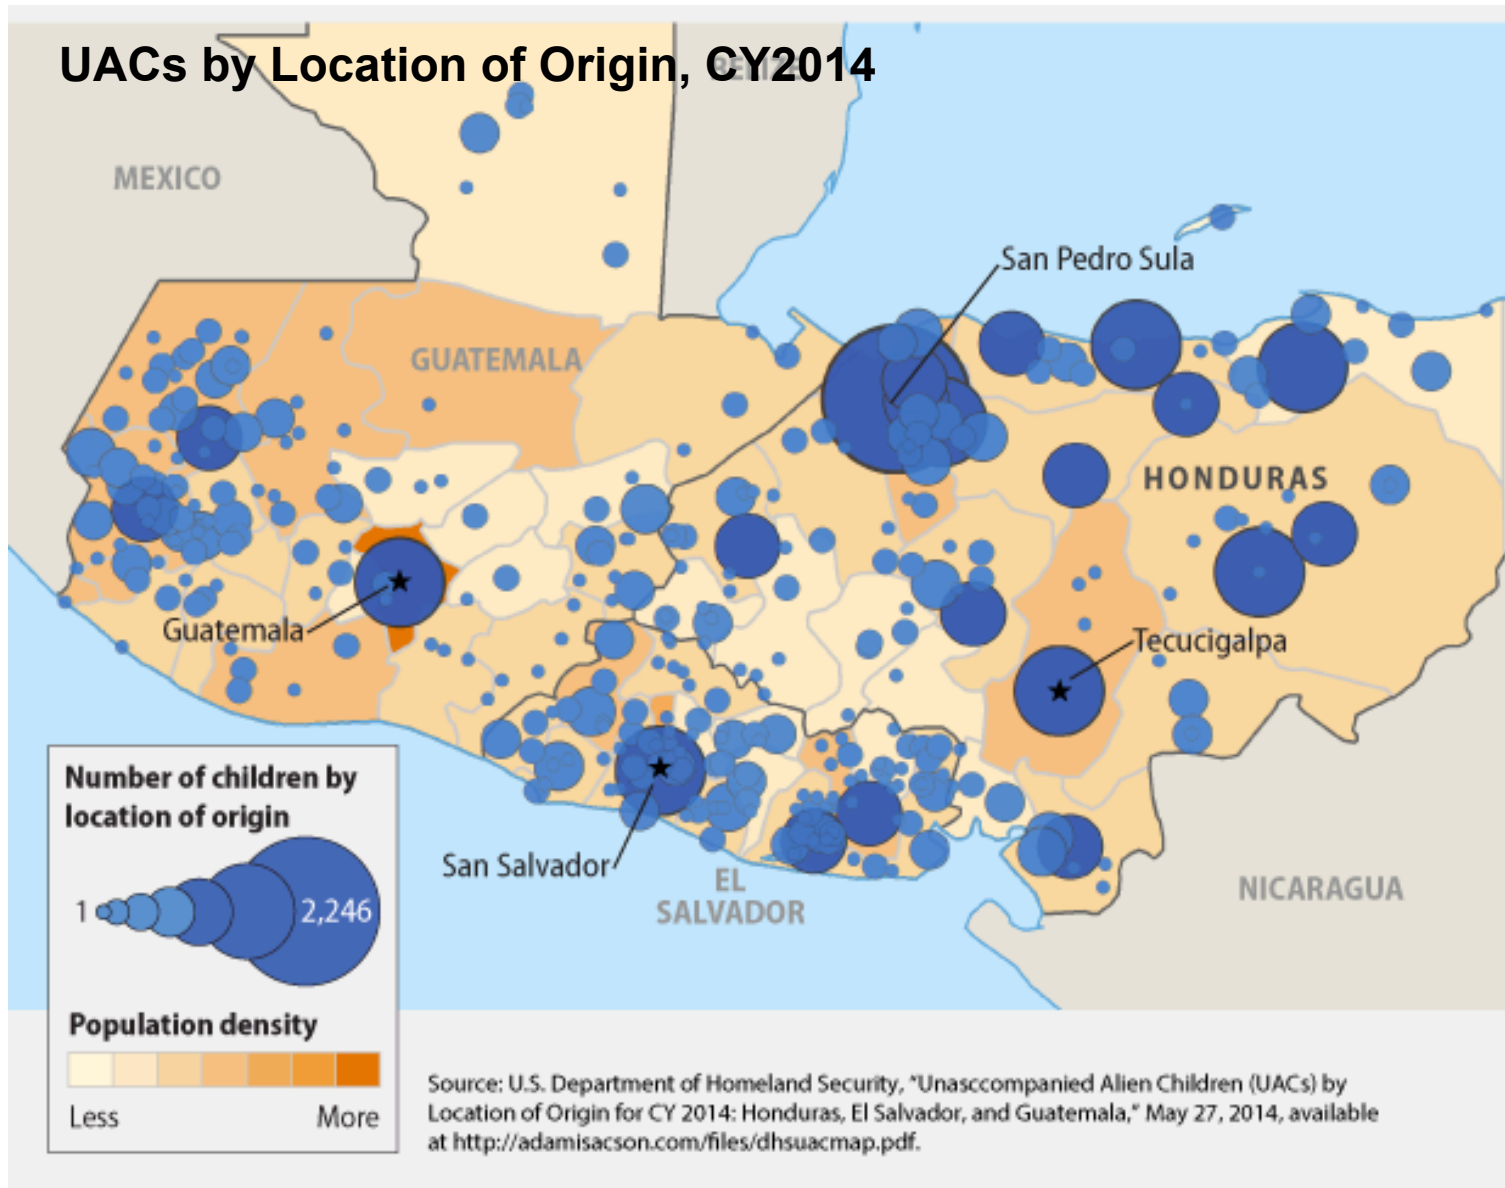 UACs by Location of Origin, CY2014
BELIZE
MEXICO
San Pedro Sula
GUATEMALA
HONDURAS
Guatemala
Tecucigalpa
San Salvador
EL
SALVADOR
NICARAGUA
Number of children by
location of origin
1
2,246
Population density
Less
More
Source: U.S. Department of Homeland Security, “Unasccompanied Alien Children (UACs) by
Location of Origin for CY 2014: Honduras, El Salvador, and Guatemala,” May 27, 2014, available
at http://adamisacson.com/files/dhsuacmap.pdf.